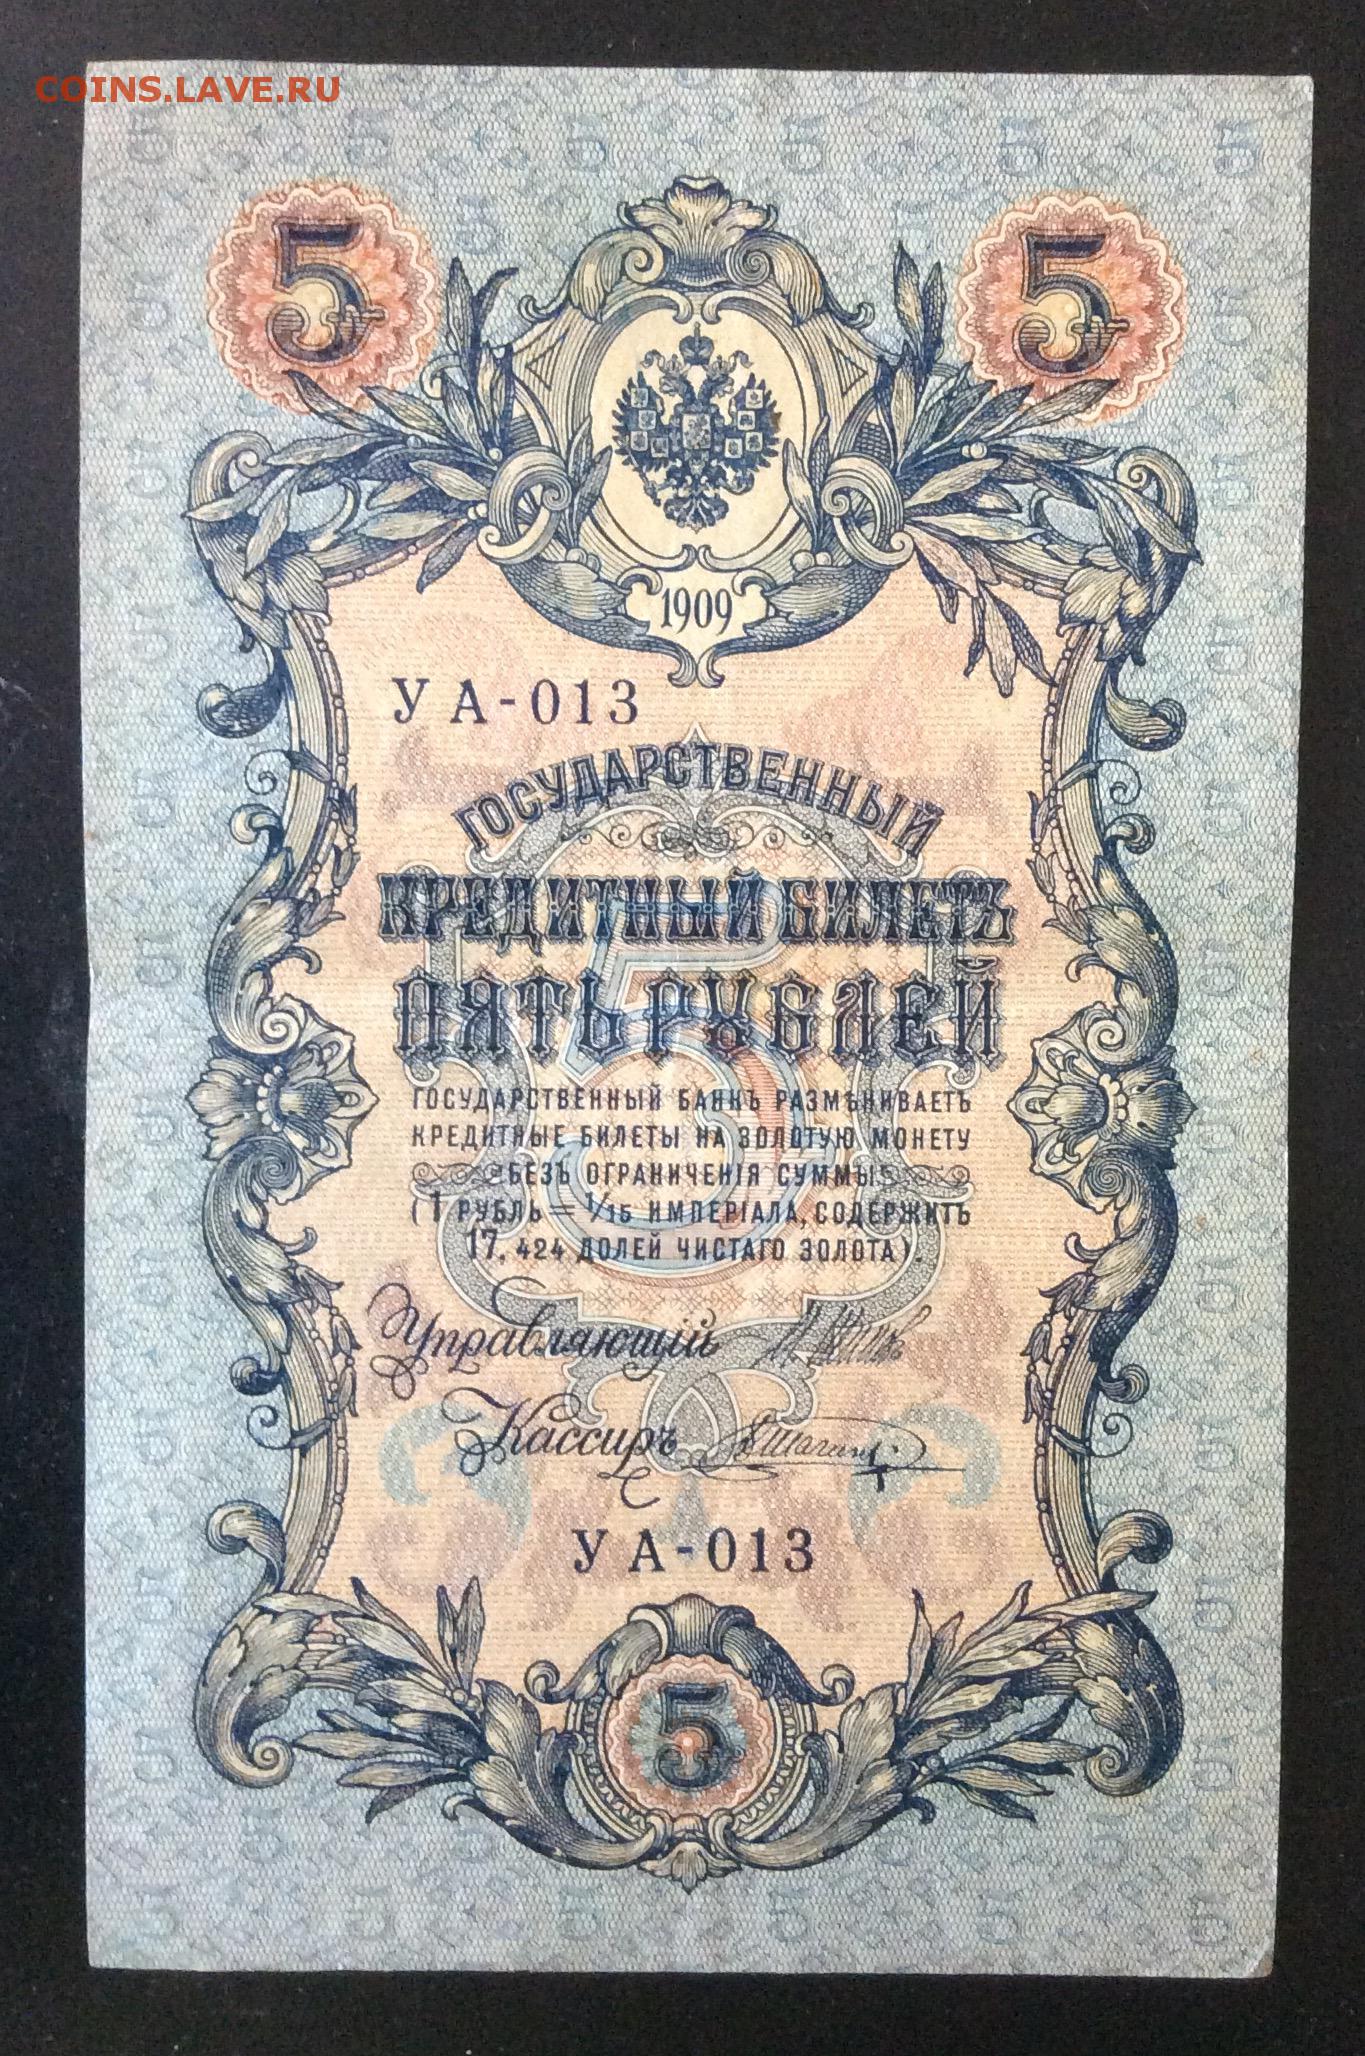 COINS.LAVE.RU
5
5
1909
УА-013
ГОСУДАРСТВЕННЫЙ
КРЕДИТНЫЙ БИЛЕТЪ
ПЯТЬ РУБЛЕЙ
ГОСУДАРСТВЕННЫЙ БАНКЪ РАЗМѢНИВАЕТЪ
КРЕДИТНЫЕ БИЛЕТЫ НА ЗОЛОТУЮ МОНЕТУ
БЕЗЪ ОГРАНИЧЕНІЯ СУММЫ
(1 РУБЛЬ = 1/15 ИМПЕРІАЛА, СОДЕРЖИТЪ
17,424 ДОЛЕЙ ЧИСТАГО ЗОЛОТА).
Управляющій
Кассиръ
УА-013
5